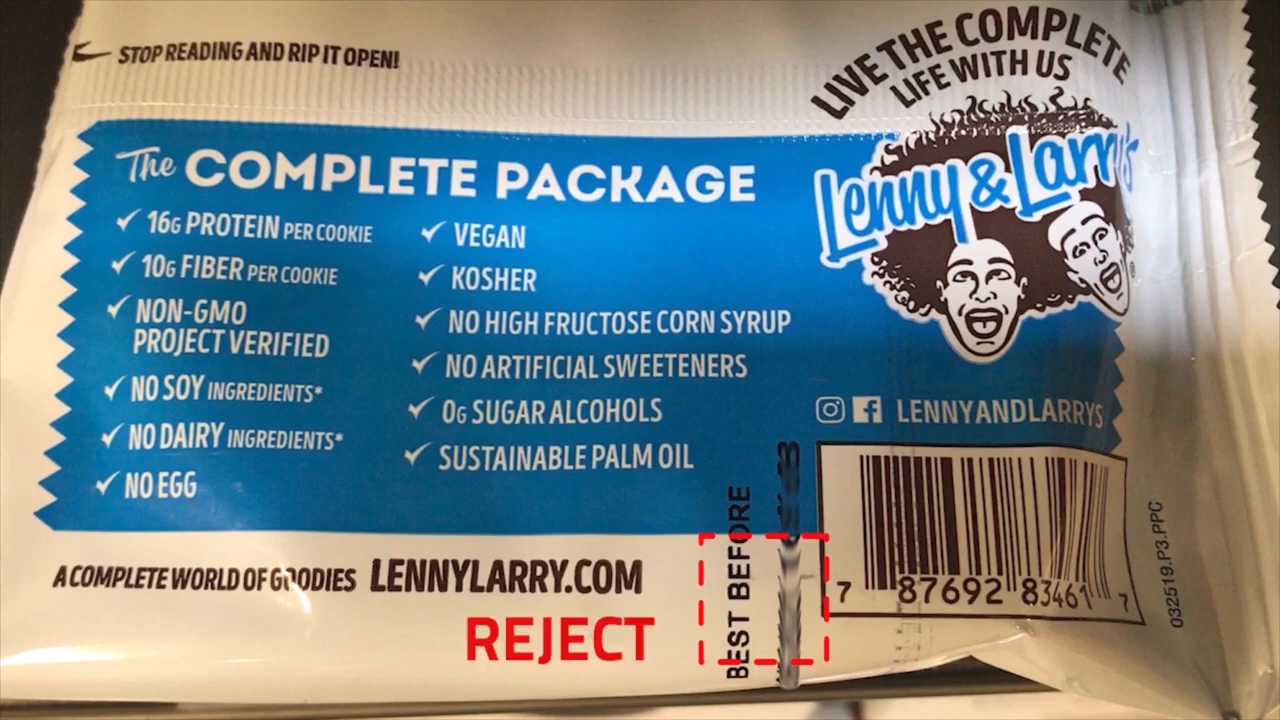 STOP READING AND RIP IT OPEN!
LIVE THE COMPLETE
LIFE WITH US
Lenny & Larry's
®
The COMPLETE PACKAGE
✓ 16G PROTEIN PER COOKIE
✓ 10G FIBER PER COOKIE
✓ NON-GMO
PROJECT VERIFIED
✓ NO SOY INGREDIENTS*
✓ NO DAIRY INGREDIENTS*
✓ NO EGG
✓ VEGAN
✓ KOSHER
✓ NO HIGH FRUCTOSE CORN SYRUP
✓ NO ARTIFICIAL SWEETENERS
✓ 0G SUGAR ALCOHOLS
✓ SUSTAINABLE PALM OIL
LENNYANDLARRYS
A COMPLETE WORLD OF GOODIES LENNYLARRY.COM
REJECT
BEST BEFORE
7 87692 83461 7
032519.P3.PPC